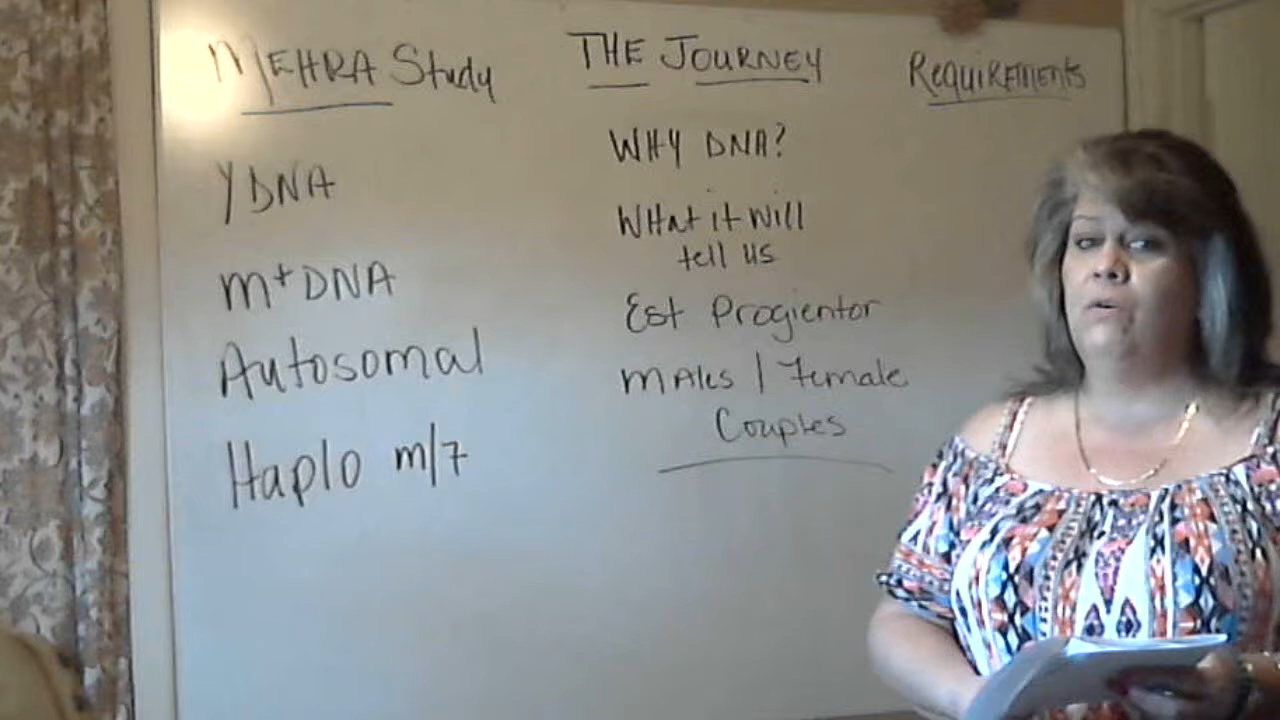 MEHRA Study
YDNA
mtDNA
Autosomal
Haplo m/7
THE JOURNEY
WHY DNA?
WHat it will
tell us
Est Progientor
MAles / Female
Couples
Requirements